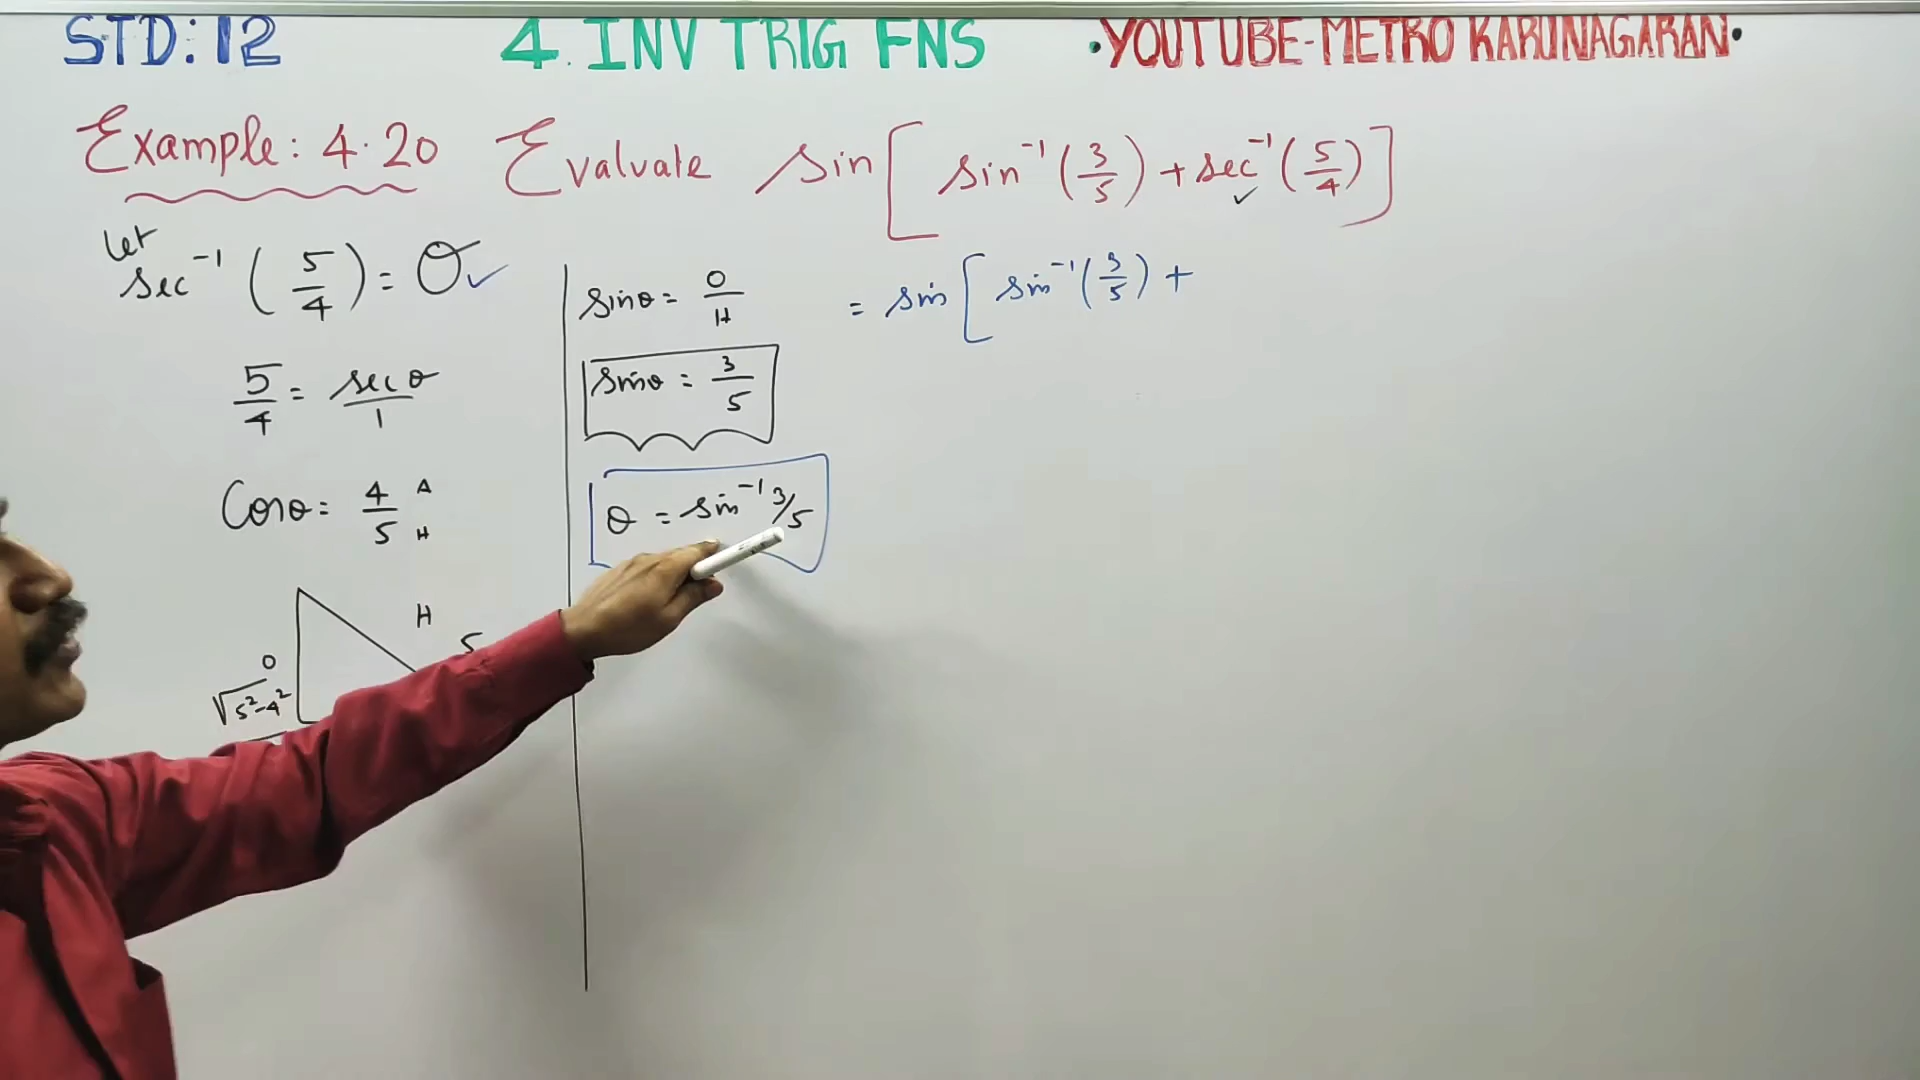 STD: 12
4. INV TRIG FNS
• YOUTUBE-METRO KARUNAGARAN •
Example: 4.20 Evaluate sin[ sin⁻¹(3/5) + sec⁻¹(5/4) ]
let
sec⁻¹ (5/4) = θ ✓
5/4 = secθ/1
Cosθ = 4/5 A H
H
5
O
√5²-4²
sinθ = O/H
sinθ = 3/5
θ = sin⁻¹ 3/5
= sin[ sin⁻¹(3/5) +